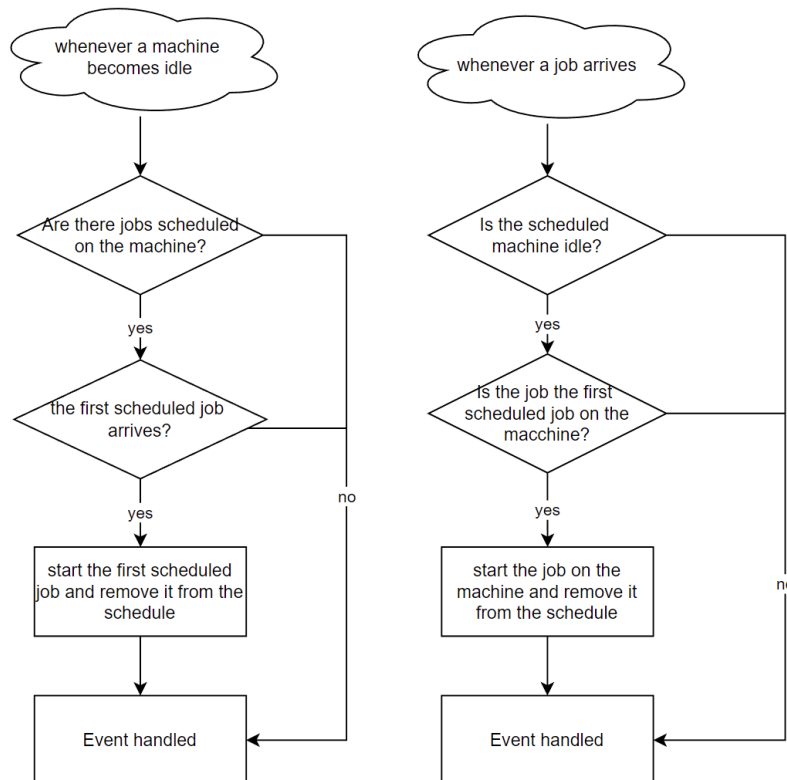 whenever a machine
becomes idle
Are there jobs scheduled
on the machine?
yes
the first scheduled job
arrives?
yes
no
start the first scheduled
job and remove it from the
schedule
Event handled
whenever a job arrives
Is the scheduled
machine idle?
yes
Is the job the first
scheduled job on the
macchine?
yes
start the job on the
machine and remove it
from the schedule
Event handled